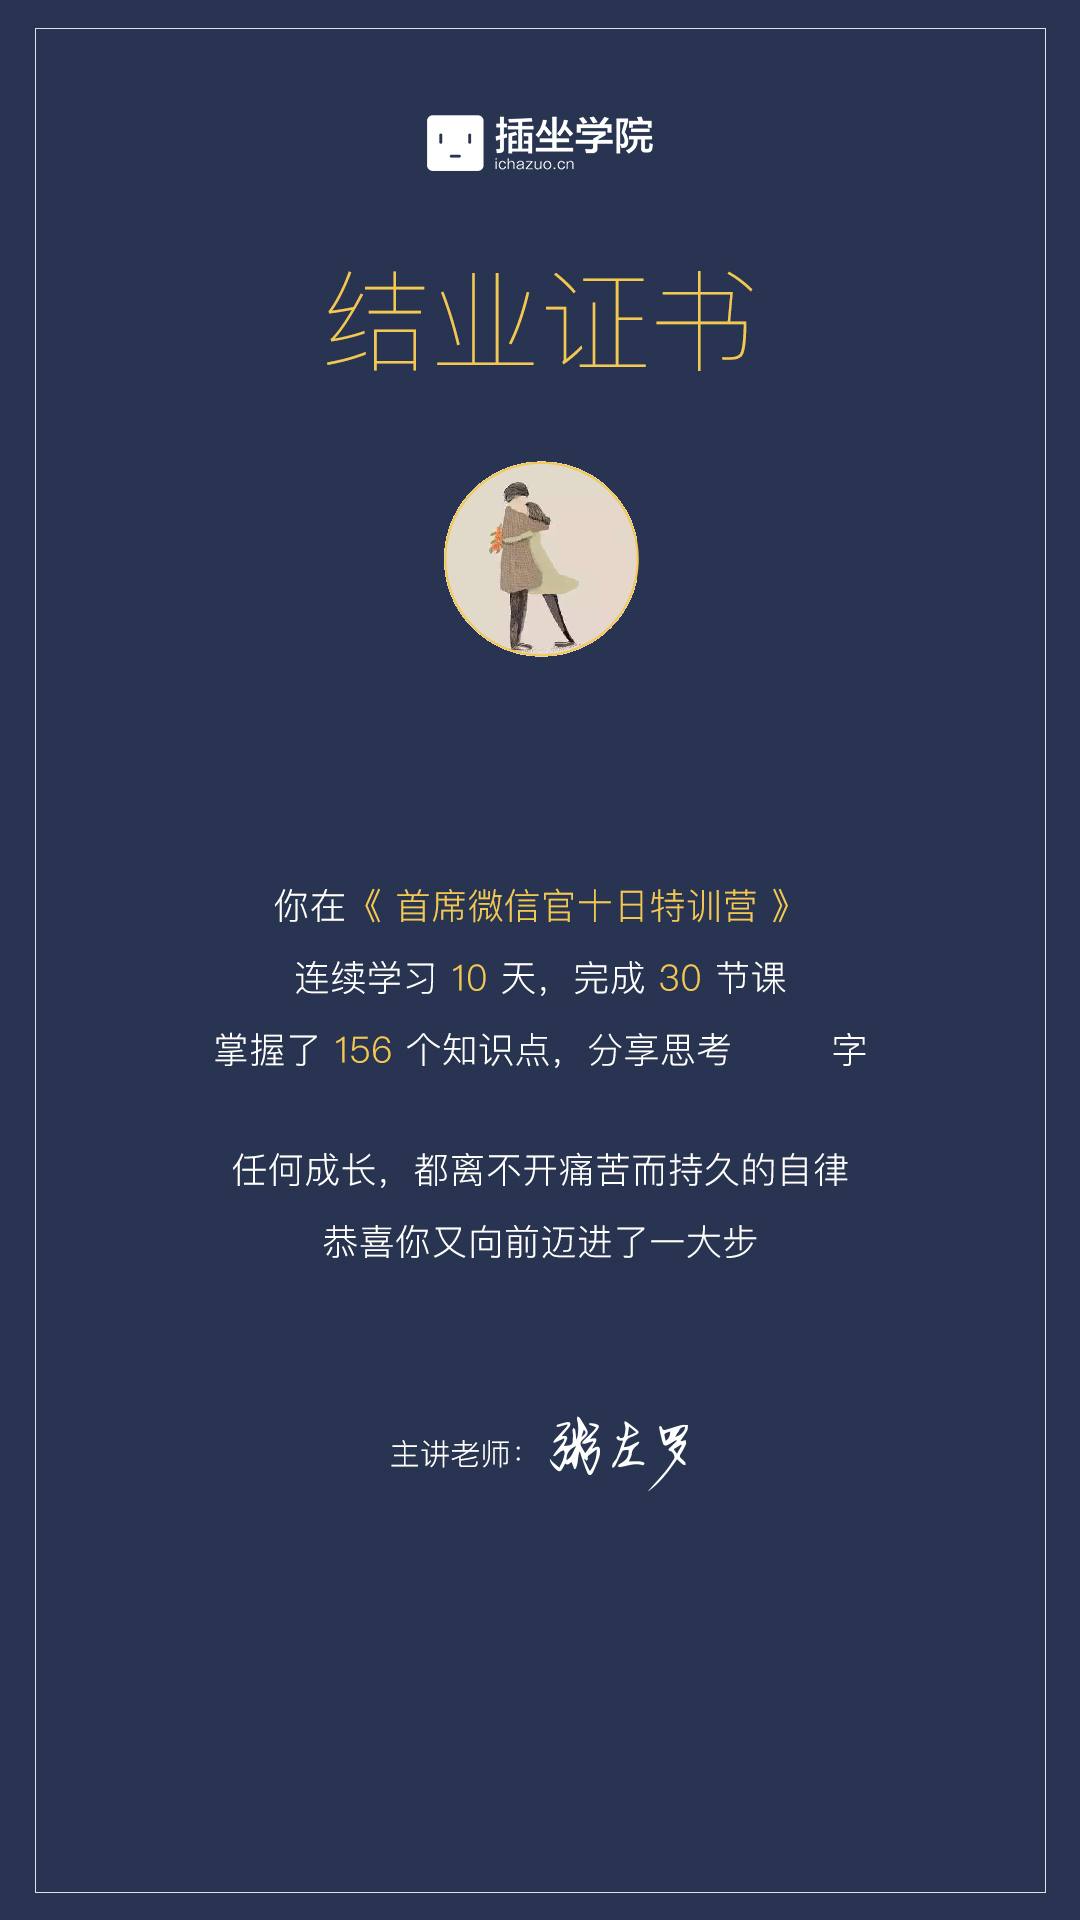 插坐学院
ichazuo.cn
结业证书
你在《 首席微信官十日特训营 》
连续学习 10 天，完成 30 节课
掌握了 156 个知识点，分享思考 字
任何成长，都离不开痛苦而持久的自律
恭喜你又向前迈进了一大步
主讲老师：粥左罗